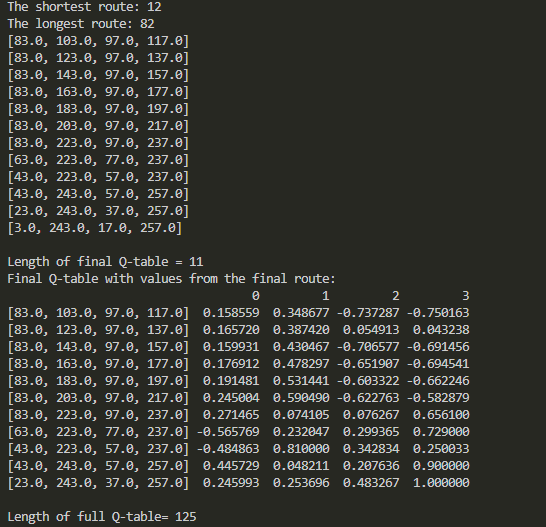 The shortest route: 12
The longest route: 82
[83.0, 103.0, 97.0, 117.0]
[83.0, 123.0, 97.0, 137.0]
[83.0, 143.0, 97.0, 157.0]
[83.0, 163.0, 97.0, 177.0]
[83.0, 183.0, 97.0, 197.0]
[83.0, 203.0, 97.0, 217.0]
[83.0, 223.0, 97.0, 237.0]
[63.0, 223.0, 77.0, 237.0]
[43.0, 223.0, 57.0, 237.0]
[43.0, 243.0, 57.0, 257.0]
[23.0, 243.0, 37.0, 257.0]
[3.0, 243.0, 17.0, 257.0]
Length of final Q-table = 11
Final Q-table with values from the final route:
0 1 2 3
[83.0, 103.0, 97.0, 117.0] 0.158559 0.348677 -0.737287 -0.750163
[83.0, 123.0, 97.0, 137.0] 0.165720 0.387420 0.054913 0.043238
[83.0, 143.0, 97.0, 157.0] 0.159931 0.430467 -0.706577 -0.691456
[83.0, 163.0, 97.0, 177.0] 0.176912 0.478297 -0.651907 -0.694541
[83.0, 183.0, 97.0, 197.0] 0.191481 0.531441 -0.603322 -0.662246
[83.0, 203.0, 97.0, 217.0] 0.245004 0.590490 -0.622763 -0.582879
[83.0, 223.0, 97.0, 237.0] 0.271465 0.074105 0.076267 0.656100
[63.0, 223.0, 77.0, 237.0] -0.565769 0.232047 0.299365 0.729000
[43.0, 223.0, 57.0, 237.0] -0.484863 0.810000 0.342834 0.250033
[43.0, 243.0, 57.0, 257.0] 0.445729 0.048211 0.207636 0.900000
[23.0, 243.0, 37.0, 257.0] 0.245993 0.253696 0.483267 1.000000
Length of full Q-table= 125